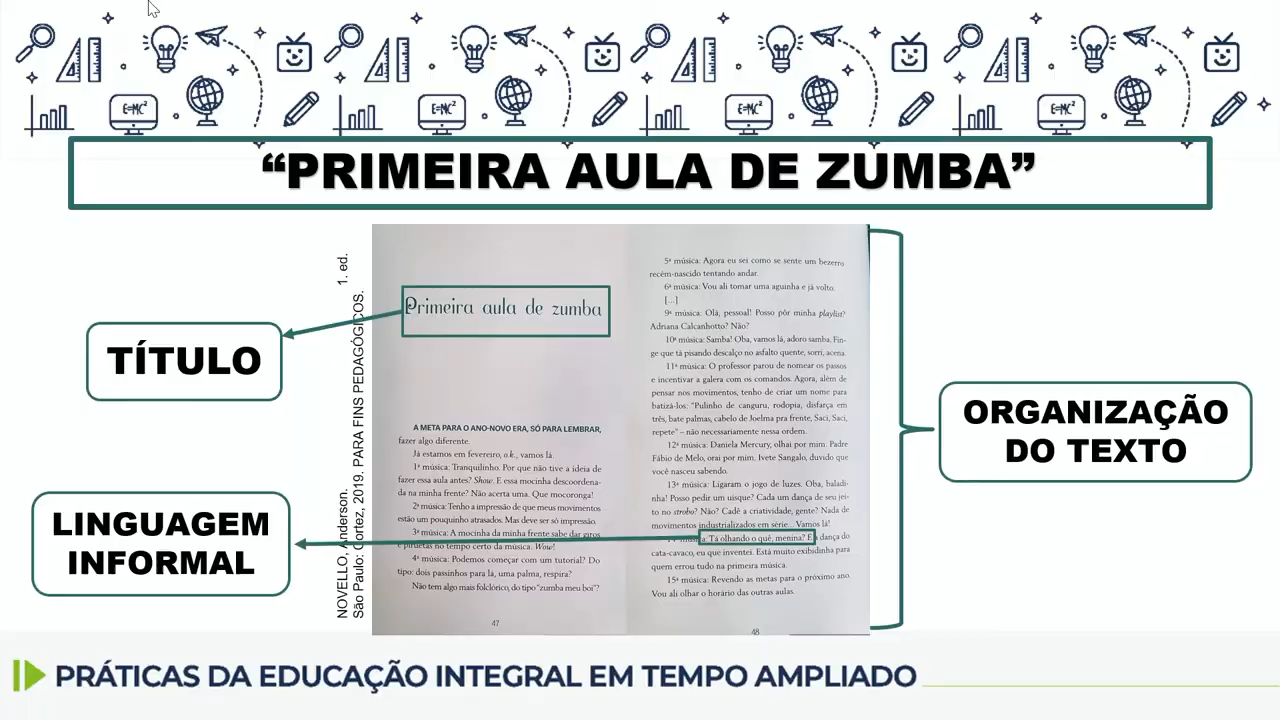 E=MC²
E=MC²
E=MC²
E=MC²
“PRIMEIRA AULA DE ZUMBA”
TÍTULO
LINGUAGEM
INFORMAL
NOVELLO, Anderson. 1. ed.
São Paulo: Cortez, 2019. PARA FINS PEDAGÓGICOS.
Primeira aula de zumba
A META PARA O ANO-NOVO ERA, SÓ PARA LEMBRAR,
fazer algo diferente.
Já estamos em fevereiro, o.k., vamos lá.
1ª música: Tranquilinho. Por que não tive a ideia de
fazer essa aula antes? Show. E essa mocinha descoordena-
da na minha frente? Não acerta uma. Que mocoronga!
2ª música: Tenho a impressão de que meus movimentos
estão um pouquinho atrasados. Mas deve ser só impressão.
3ª música: A mocinha da minha frente sabe dar giros
e piruetas no tempo certo da música. Wow!
4ª música: Podemos começar com um tutorial? Do
tipo: dois passinhos para lá, uma palma, respira?
Não tem algo mais folclórico, do tipo “zumba meu boi”?
47
5ª música: Agora eu sei como se sente um bezerro
recém-nascido tentando andar.
6ª música: Vou ali tomar uma aguinha e já volto.
[...]
9ª música: Olá, pessoal! Posso pôr minha playlist?
Adriana Calcanhotto? Não?
10ª música: Samba! Oba, vamos lá, adoro samba. Fin-
ge que tá pisando descalço no asfalto quente, sorri, acena.
11ª música: O professor parou de nomear os passos
e incentivar a galera com os comandos. Agora, além de
pensar nos movimentos, tenho de criar um nome para
batizá-los: “Pulinho de canguru, rodopia, disfarça em
três, bate palmas, cabelo de Joelma pra frente, Saci, Saci,
repete” – não necessariamente nessa ordem.
12ª música: Daniela Mercury, olhai por mim. Padre
Fábio de Melo, orai por mim. Ivete Sangalo, duvido que
você nasceu sabendo.
13ª música: Ligaram o jogo de luzes. Oba, baladi-
nha! Posso pedir um uísque? Cada um dança do seu jei-
to no strobo? Não? Cadê a criatividade, gente? Nada de
movimentos industrializados em série... Vamos lá!
14ª música: Tá olhando o quê, menina? É a dança do
cata-cavaco, eu que inventei. Está muito exibidinha para
quem errou tudo na primeira música.
15ª música: Revendo as metas para o próximo ano.
Vou ali olhar o horário das outras aulas.
48
ORGANIZAÇÃO
DO TEXTO
PRÁTICAS DA EDUCAÇÃO INTEGRAL EM TEMPO AMPLIADO